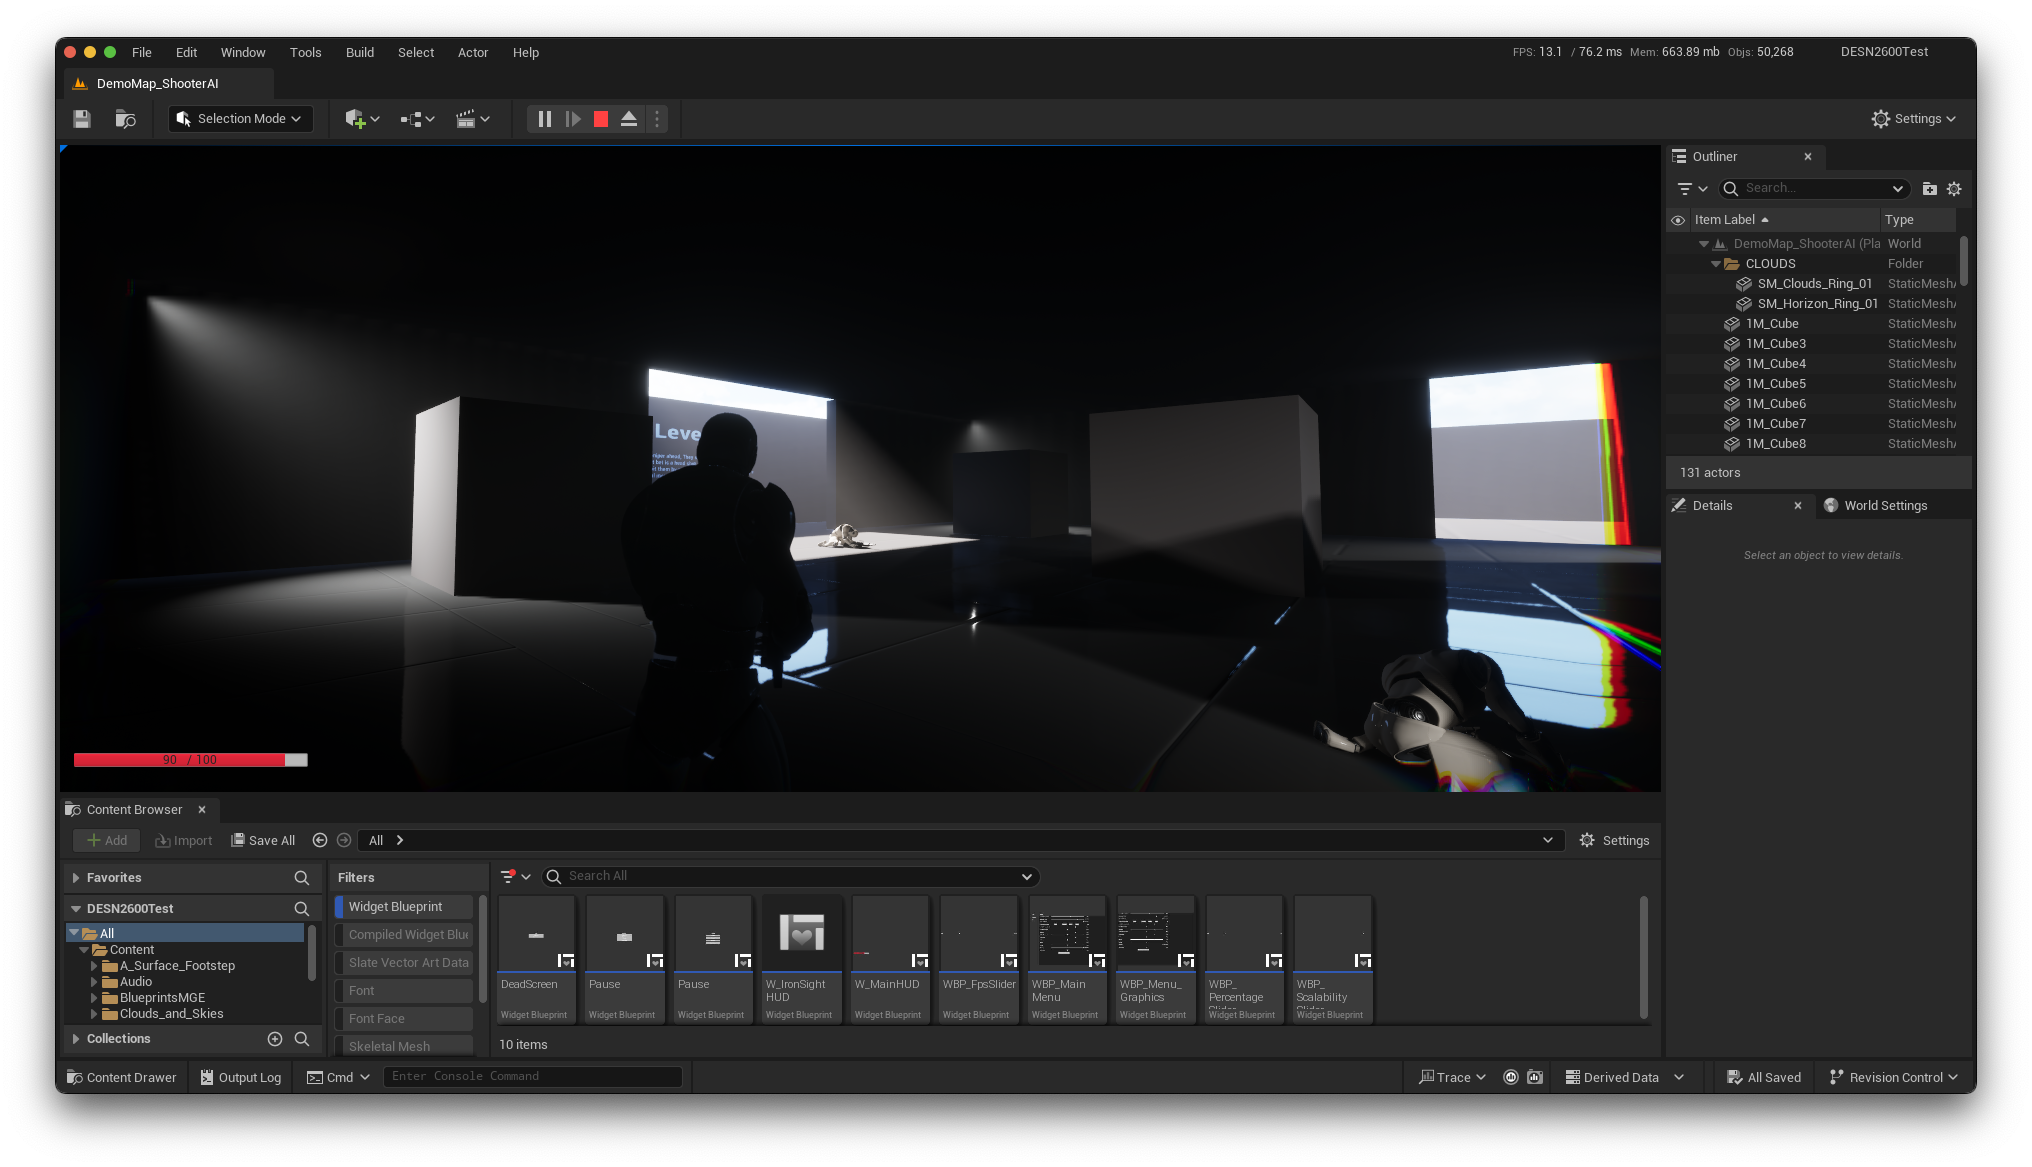 File Edit Window Tools Build Select Actor Help
FPS: 13.1 / 76.2 ms Mem: 663.89 mb Objs: 50,268
DESN2600Test
DemoMap_ShooterAI
Selection Mode
Settings
Leve
90 / 100
Outliner
Search...
Item Label Type
DemoMap_ShooterAI (Pla World
CLOUDS Folder
SM_Clouds_Ring_01 StaticMesh
SM_Horizon_Ring_01 StaticMesh
1M_Cube StaticMesh
1M_Cube3 StaticMesh
1M_Cube4 StaticMesh
1M_Cube5 StaticMesh
1M_Cube6 StaticMesh
1M_Cube7 StaticMesh
1M_Cube8 StaticMesh
131 actors
Details World Settings
Select an object to view details.
Content Browser
Add Import Save All All Settings
Favorites
DESN2600Test
All
Content
A_Surface_Footstep
Audio
BlueprintsMGE
Clouds_and_Skies
Collections
Filters
Widget Blueprint
Compiled Widget Blue
Slate Vector Art Data
Font
Font Face
Skeletal Mesh
Search All
DeadScreen
Widget Blueprint
Pause
Widget Blueprint
Pause
Widget Blueprint
W_IronSight
HUD
Widget Blueprint
W_MainHUD
Widget Blueprint
WBP_FpsSlider
Widget Blueprint
WBP_Main
Menu
Widget Blueprint
WBP_Menu_
Graphics
Widget Blueprint
WBP_
Percentage
Widget Blueprint
WBP_
Scalability
Widget Blueprint
10 items
Content Drawer Output Log Cmd Enter Console Command
Trace Derived Data All Saved Revision Control